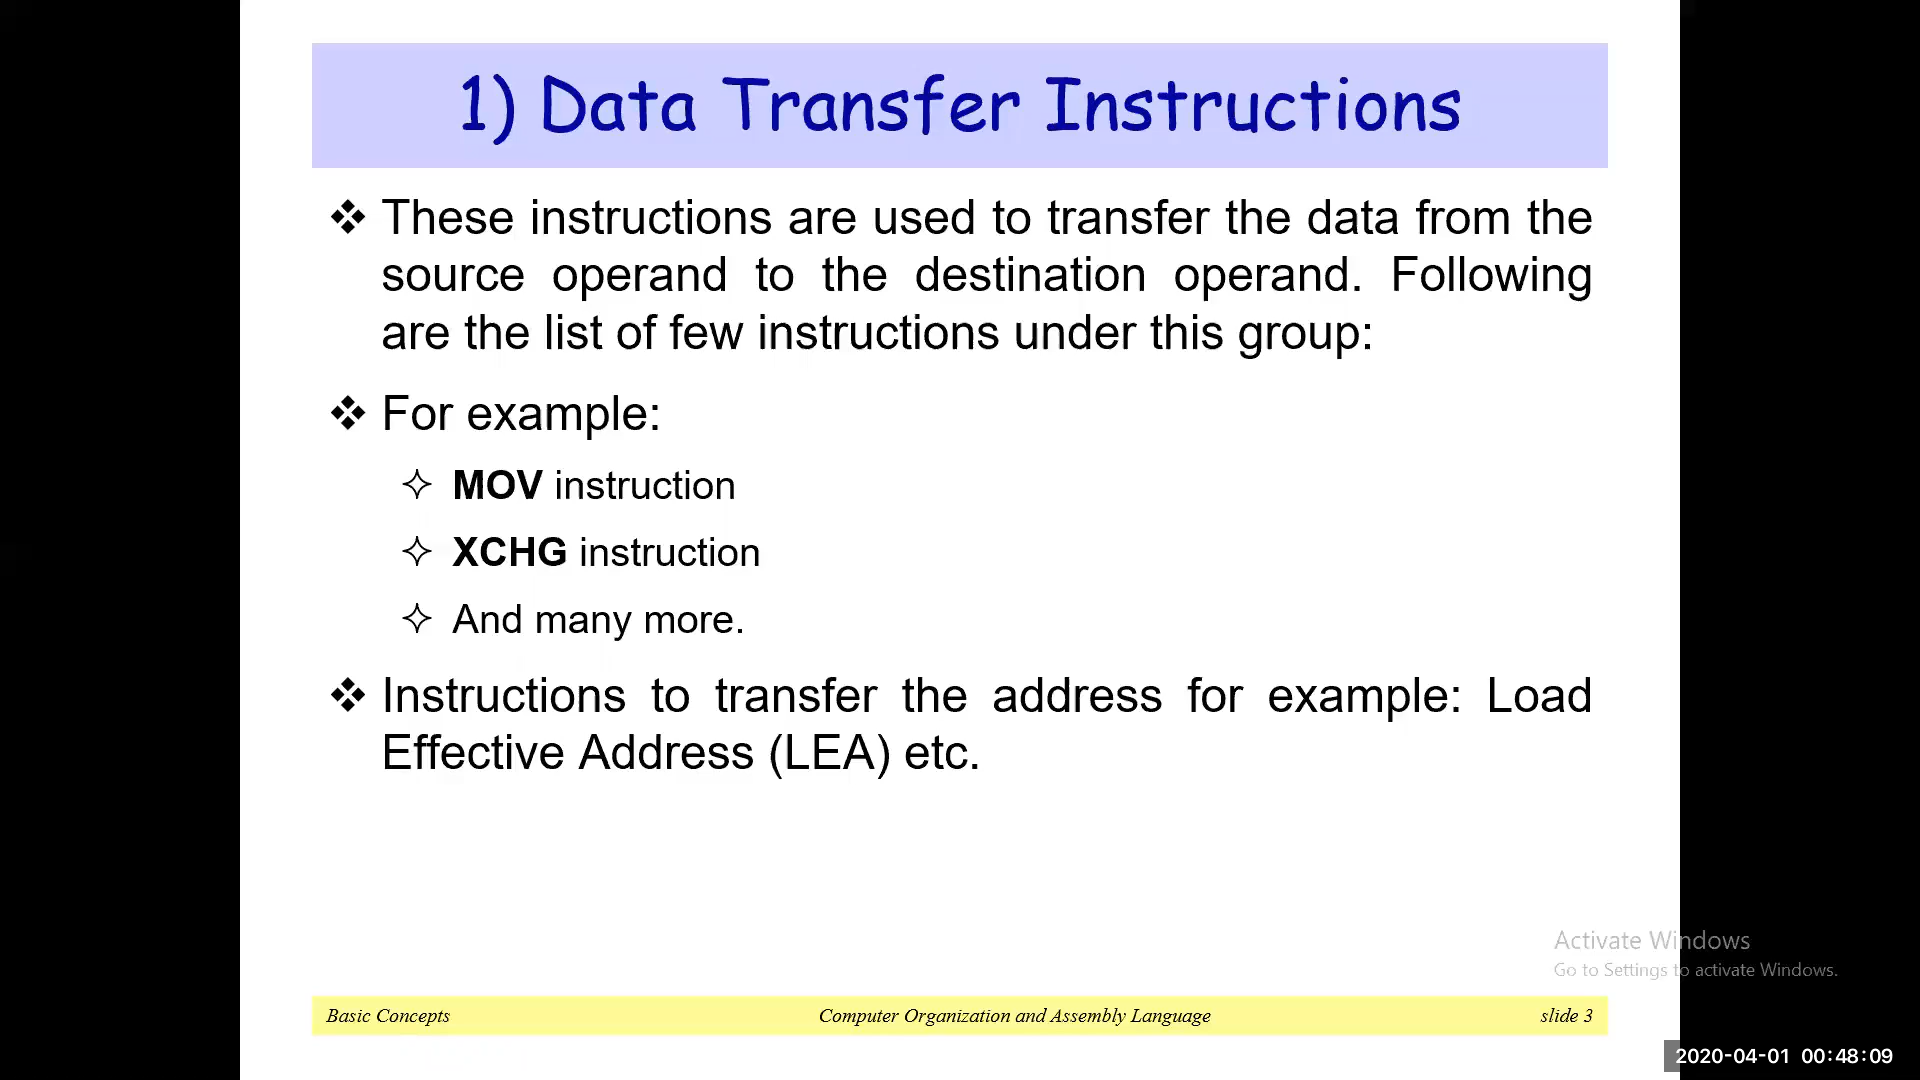 1) Data Transfer Instructions
❖ These instructions are used to transfer the data from the
source operand to the destination operand. Following
are the list of few instructions under this group:
❖ For example:
✧ MOV instruction
✧ XCHG instruction
✧ And many more.
❖ Instructions to transfer the address for example: Load
Effective Address (LEA) etc.
Activate Windows
Go to Settings to activate Windows.
Basic Concepts Computer Organization and Assembly Language slide 3
2020-04-01 00:48:09